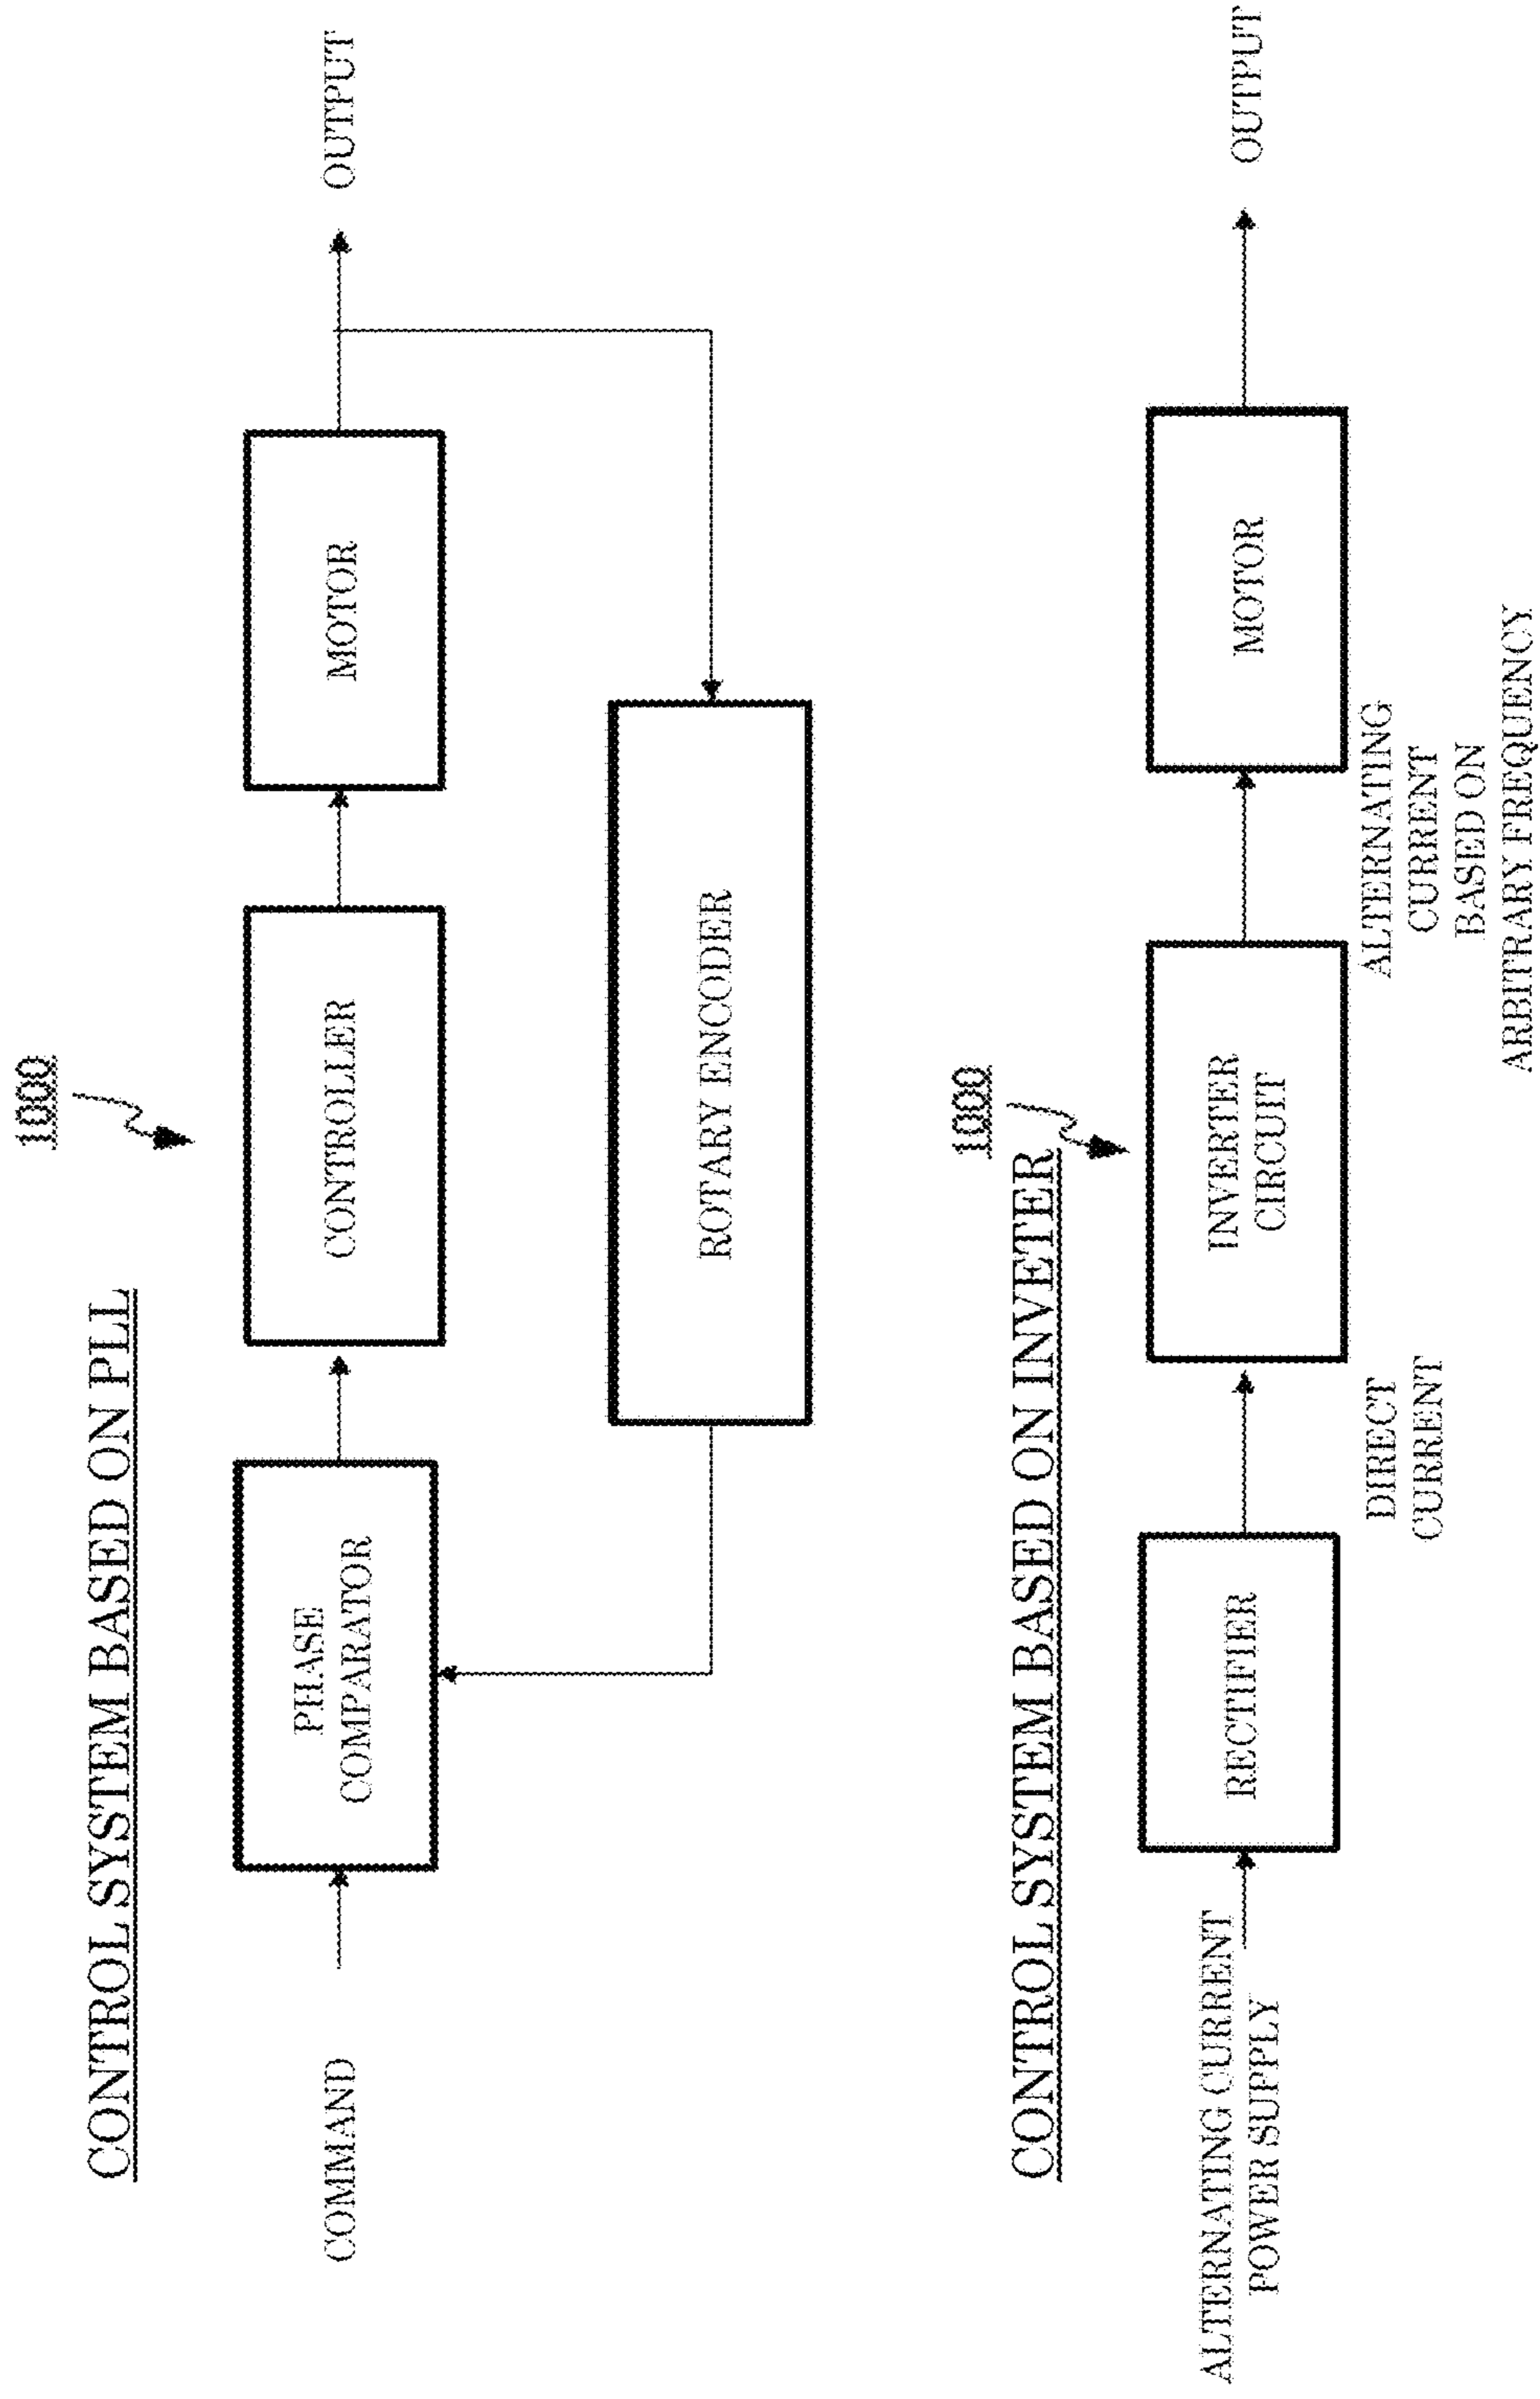 CONTROL SYSTEM BASED ON PLL
1000
COMMAND
PHASE
COMPARATOR
CONTROLLER
MOTOR
OUTPUT
ROTARY ENCODER
CONTROL SYSTEM BASED ON INVETER
1000
ALTERNATING CURRENT
POWER SUPPLY
RECTIFIER
DIRECT
CURRENT
INVERTER
CIRCUIT
ALTERNATING
CURRENT
BASED ON
ARBITRARY FREQUENCY
MOTOR
OUTPUT